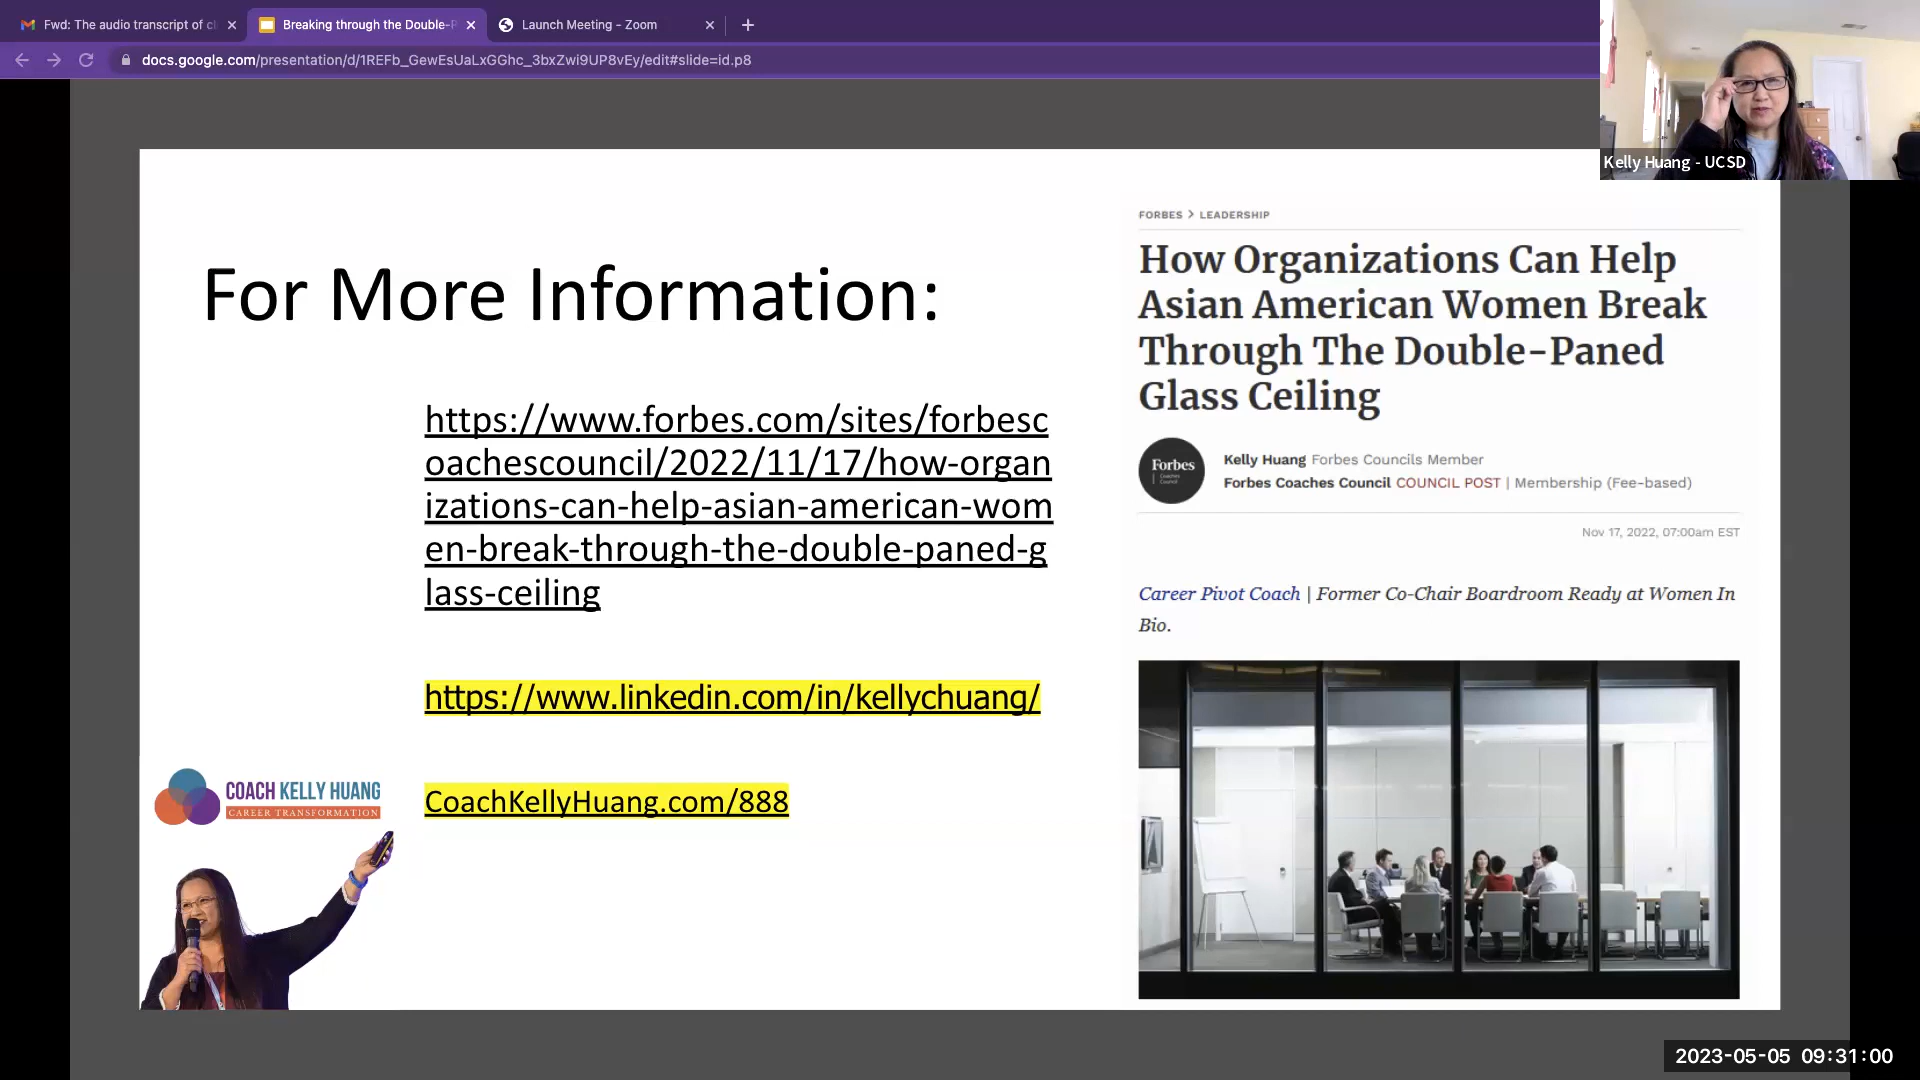 Fwd: The audio transcript of cl
Breaking through the Double-P
Launch Meeting - Zoom
docs.google.com/presentation/d/1REFb_GewEsUaLxGGhc_3bxZwi9UP8vEy/edit#slide=id.p8
Kelly Huang - UCSD
For More Information:
https://www.forbes.com/sites/forbesc
oachescouncil/2022/11/17/how-organ
izations-can-help-asian-american-wom
en-break-through-the-double-paned-g
lass-ceiling
https://www.linkedin.com/in/kellychuang/
CoachKellyHuang.com/888
COACH KELLY HUANG
CAREER TRANSFORMATION
FORBES > LEADERSHIP
How Organizations Can Help
Asian American Women Break
Through The Double-Paned
Glass Ceiling
Forbes
Coaches
Council
Kelly Huang Forbes Councils Member
Forbes Coaches Council COUNCIL POST | Membership (Fee-based)
Nov 17, 2022, 07:00am EST
Career Pivot Coach | Former Co-Chair Boardroom Ready at Women In
Bio.
2023-05-05 09:31:00